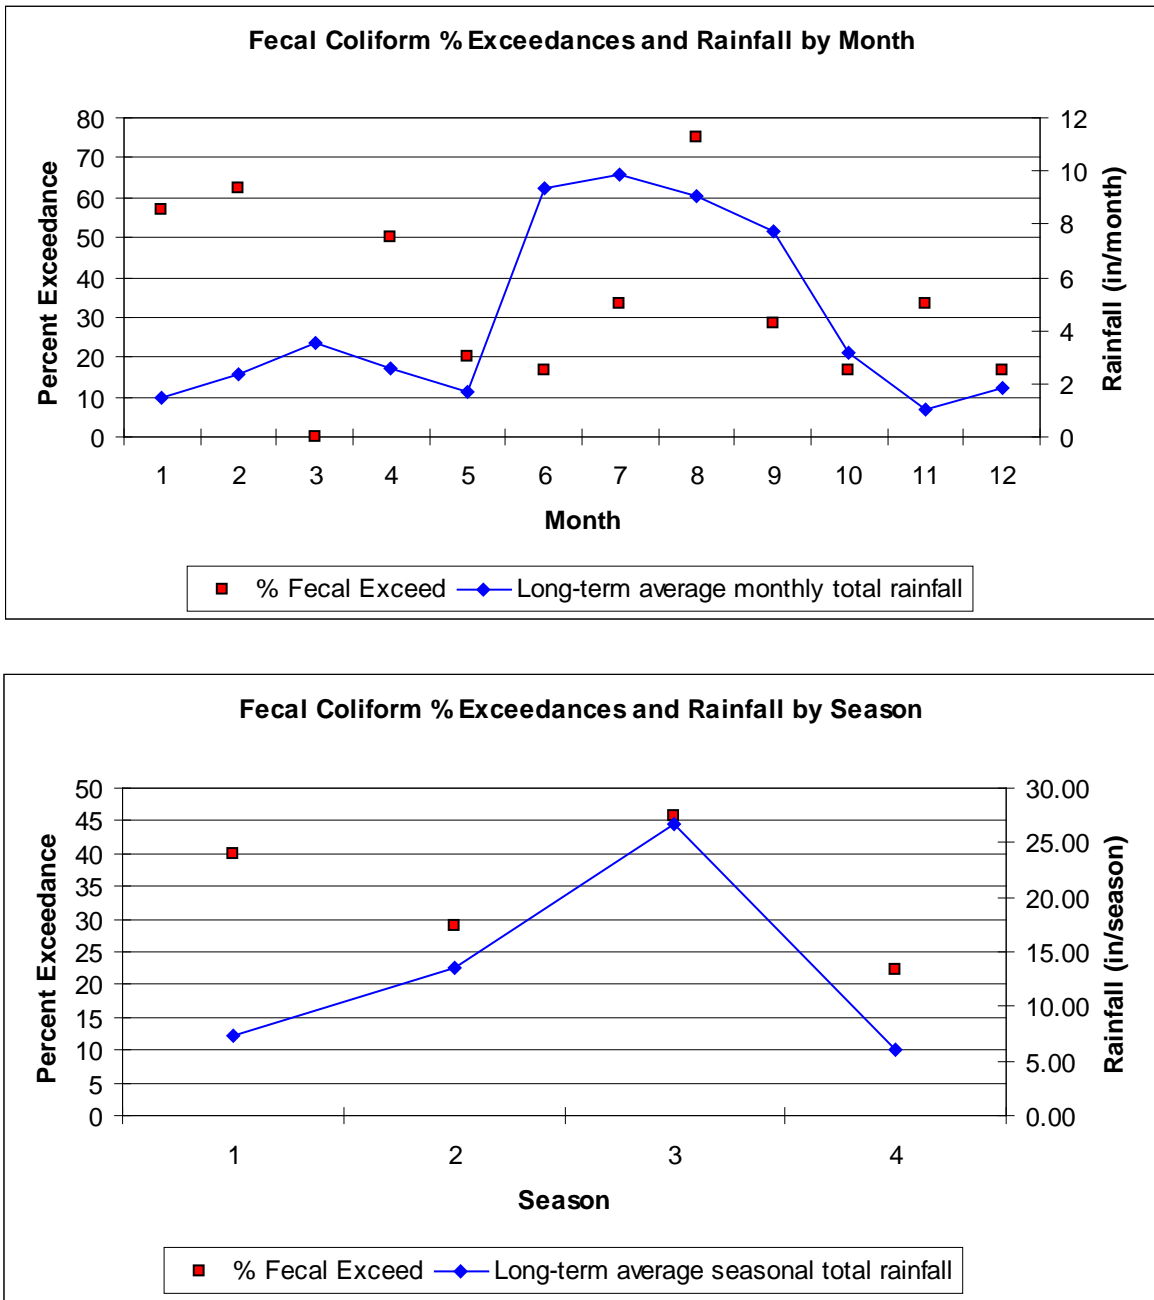 Fecal Coliform % Exceedances and Rainfall by Month
80
70
60
50
40
30
20
10
0
Percent Exceedance
12
10
8
6
4
2
0
Rainfall (in/month)
1 2 3 4 5 6 7 8 9 10 11 12
Month
% Fecal Exceed Long-term average monthly total rainfall
Fecal Coliform % Exceedances and Rainfall by Season
50
45
40
35
30
25
20
15
10
5
0
Percent Exceedance
30.00
25.00
20.00
15.00
10.00
5.00
0.00
Rainfall (in/season)
1 2 3 4
Season
% Fecal Exceed Long-term average seasonal total rainfall